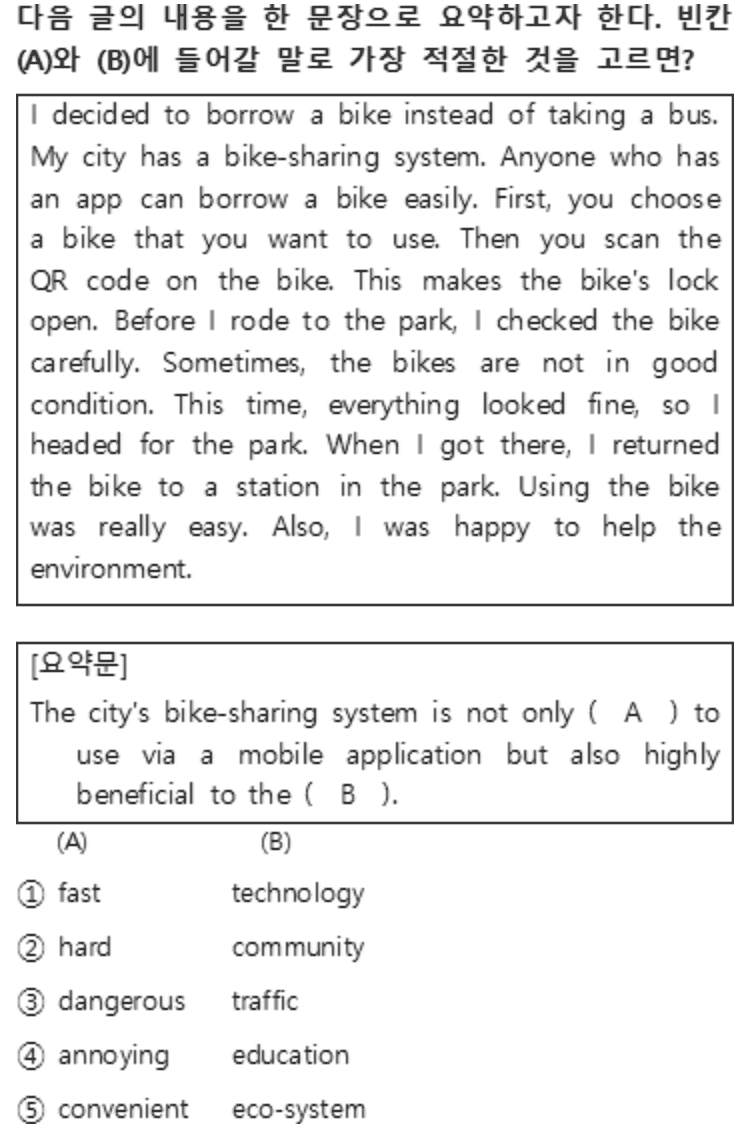 다음 글의 내용을 한 문장으로 요약하고자 한다. 빈칸
(A)와 (B)에 들어갈 말로 가장 적절한 것을 고르면?
I decided to borrow a bike instead of taking a bus.
My city has a bike-sharing system. Anyone who has
an app can borrow a bike easily. First, you choose
a bike that you want to use. Then you scan the
QR code on the bike. This makes the bike's lock
open. Before I rode to the park, I checked the bike
carefully. Sometimes, the bikes are not in good
condition. This time, everything looked fine, so I
headed for the park. When I got there, I returned
the bike to a station in the park. Using the bike
was really easy. Also, I was happy to help the
environment.
[요약문]
The city's bike-sharing system is not only ( A ) to
use via a mobile application but also highly
beneficial to the ( B ).
(A) (B)
① fast technology
② hard community
③ dangerous traffic
④ annoying education
⑤ convenient eco-system